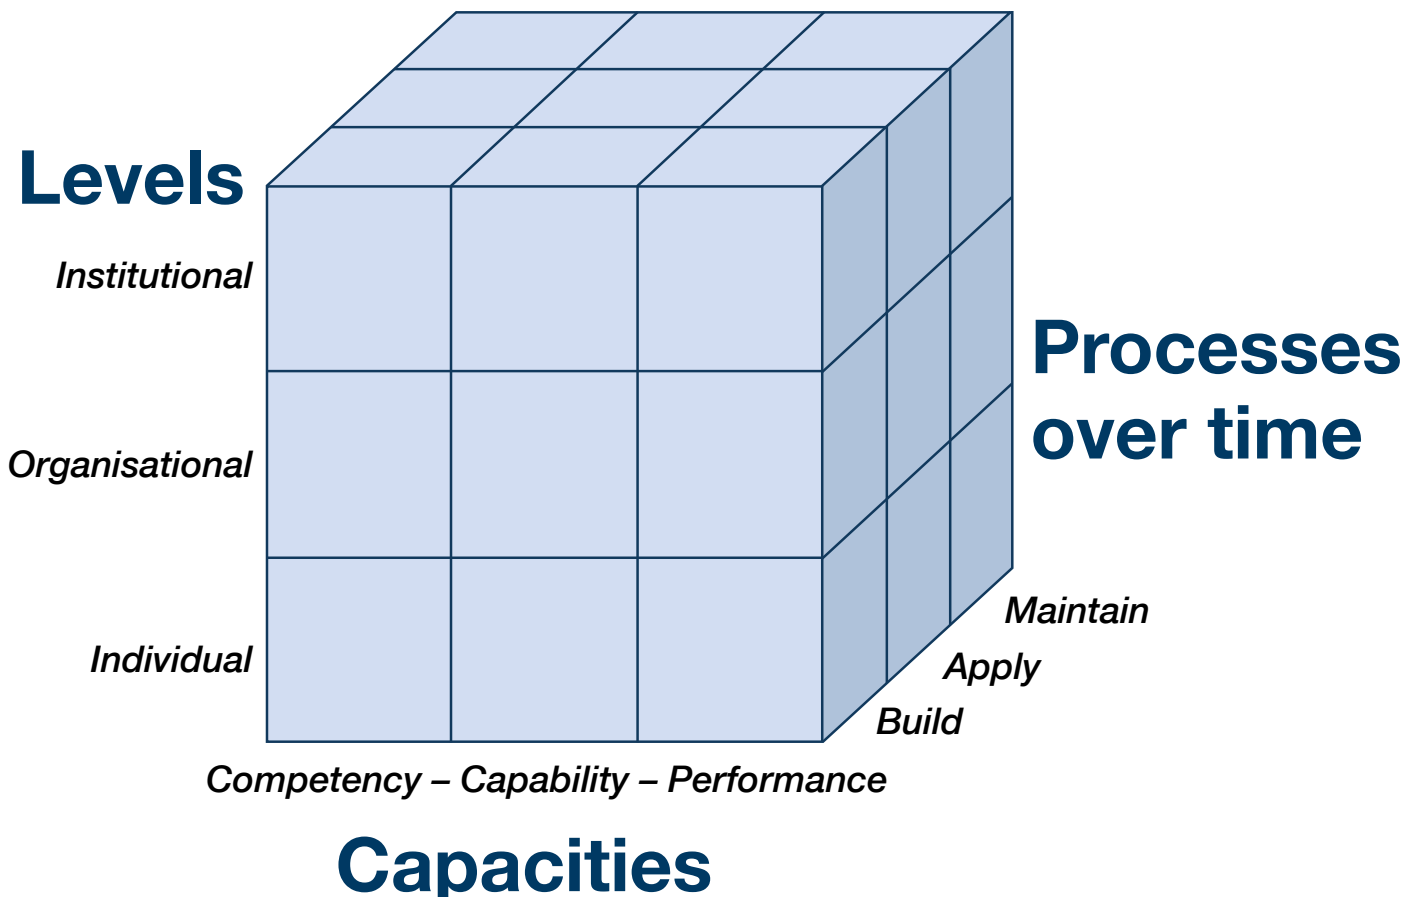 Levels
Institutional
Organisational
Individual
Processes
over time
Maintain
Apply
Build
Competency – Capability – Performance
Capacities